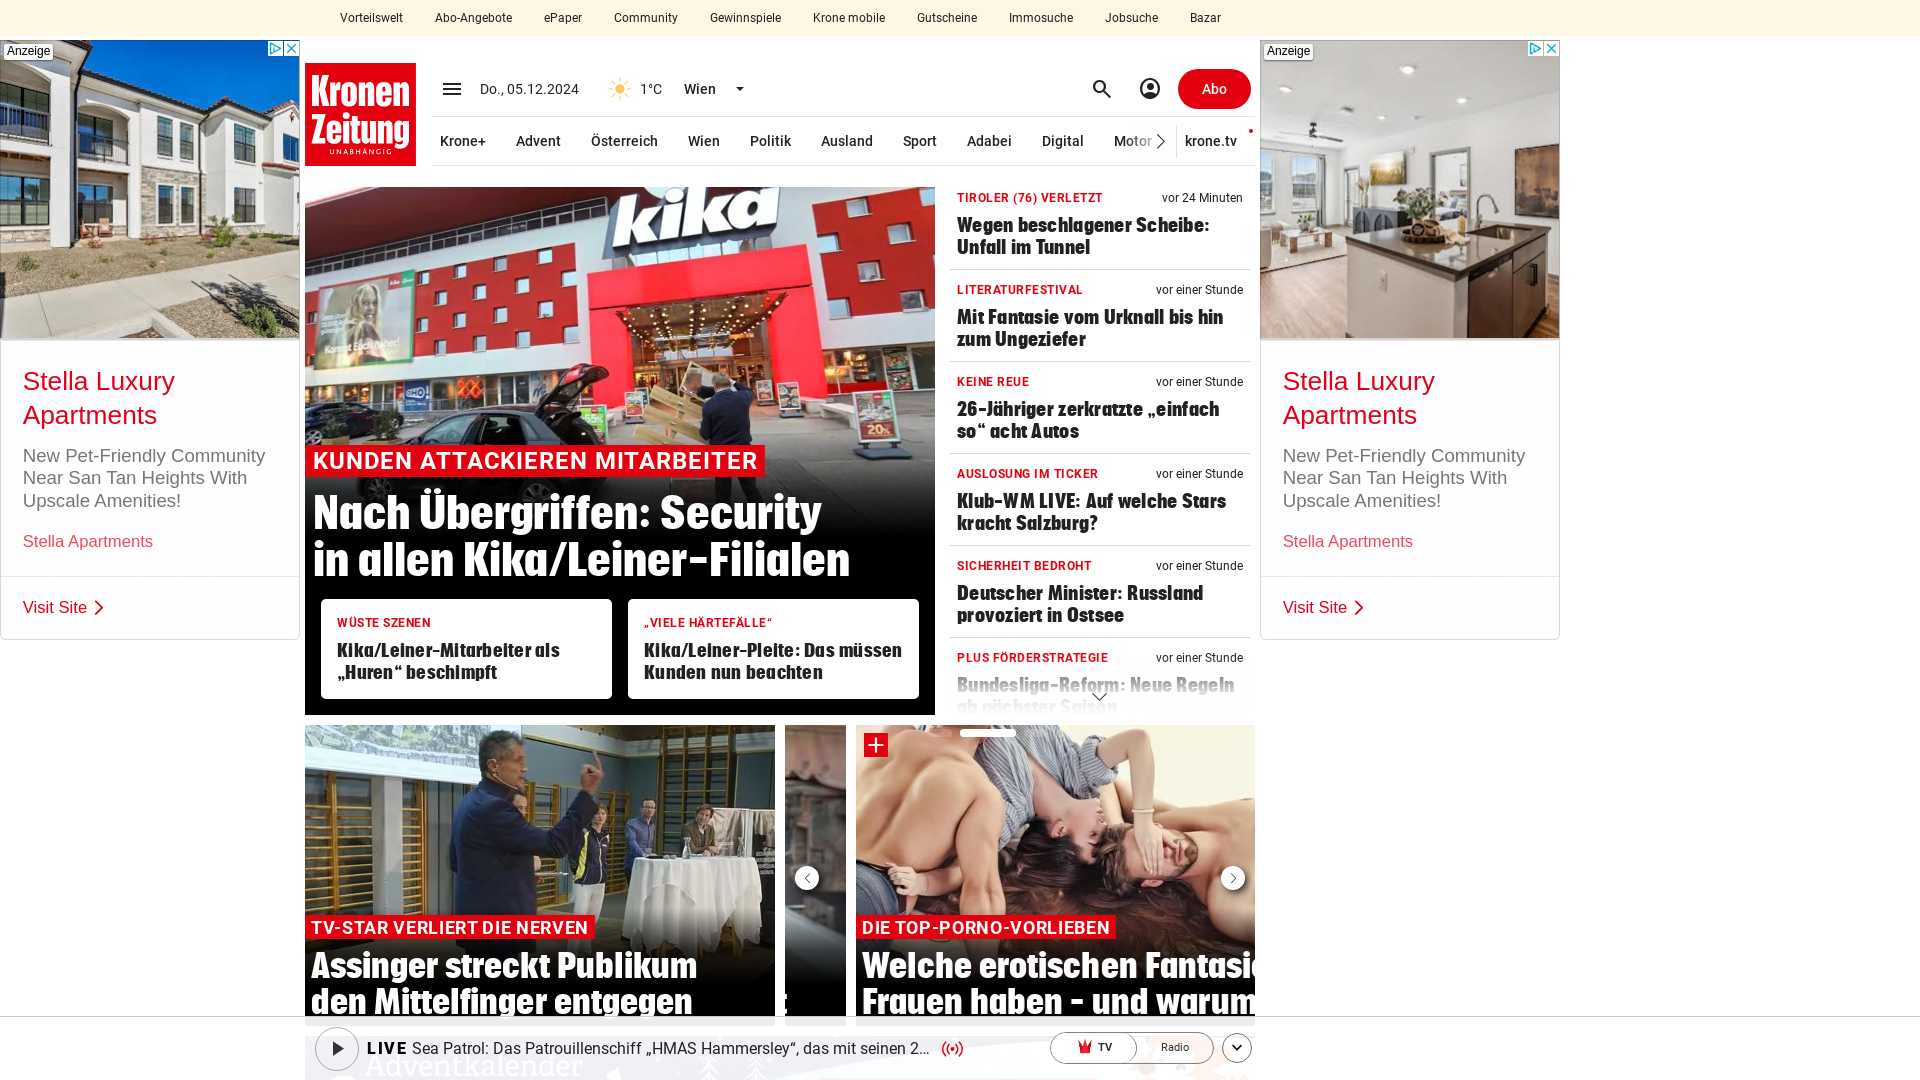 Vorteilswelt Abo-Angebote ePaper Community Gewinnspiele Krone mobile Gutscheine Immosuche Jobsuche Bazar
Anzeige
Kronen
Zeitung
UNABHÄNGIG
Do., 05.12.2024 1°C Wien Abo
Krone+ Advent Österreich Wien Politik Ausland Sport Adabei Digital Motor krone.tv
Stella Luxury
Apartments
New Pet-Friendly Community
Near San Tan Heights With
Upscale Amenities!
Stella Apartments
Visit Site
kika
Kommt Euch näher!
20%
KUNDEN ATTACKIEREN MITARBEITER
Nach Übergriffen: Security
in allen Kika/Leiner-Filialen
WÜSTE SZENEN
Kika/Leiner-Mitarbeiter als
„Huren“ beschimpft
„VIELE HÄRTEFÄLLE“
Kika/Leiner-Pleite: Das müssen
Kunden nun beachten
TIROLER (76) VERLETZT vor 24 Minuten
Wegen beschlagener Scheibe:
Unfall im Tunnel
LITERATURFESTIVAL vor einer Stunde
Mit Fantasie vom Urknall bis hin
zum Ungeziefer
KEINE REUE vor einer Stunde
26-Jähriger zerkratzte „einfach
so“ acht Autos
AUSLOSUNG IM TICKER vor einer Stunde
Klub-WM LIVE: Auf welche Stars
kracht Salzburg?
SICHERHEIT BEDROHT vor einer Stunde
Deutscher Minister: Russland
provoziert in Ostsee
PLUS FÖRDERSTRATEGIE vor einer Stunde
Bundesliga-Reform: Neue Regeln
ab nächster Saison
Anzeige
Stella Luxury
Apartments
New Pet-Friendly Community
Near San Tan Heights With
Upscale Amenities!
Stella Apartments
Visit Site
TV-STAR VERLIERT DIE NERVEN
Assinger streckt Publikum
den Mittelfinger entgegen
DIE TOP-PORNO-VORLIEBEN
Welche erotischen Fantasie
Frauen haben - und warum
LIVE Sea Patrol: Das Patrouillenschiff „HMAS Hammersley“, das mit seinen 2... TV Radio
Adventkalender